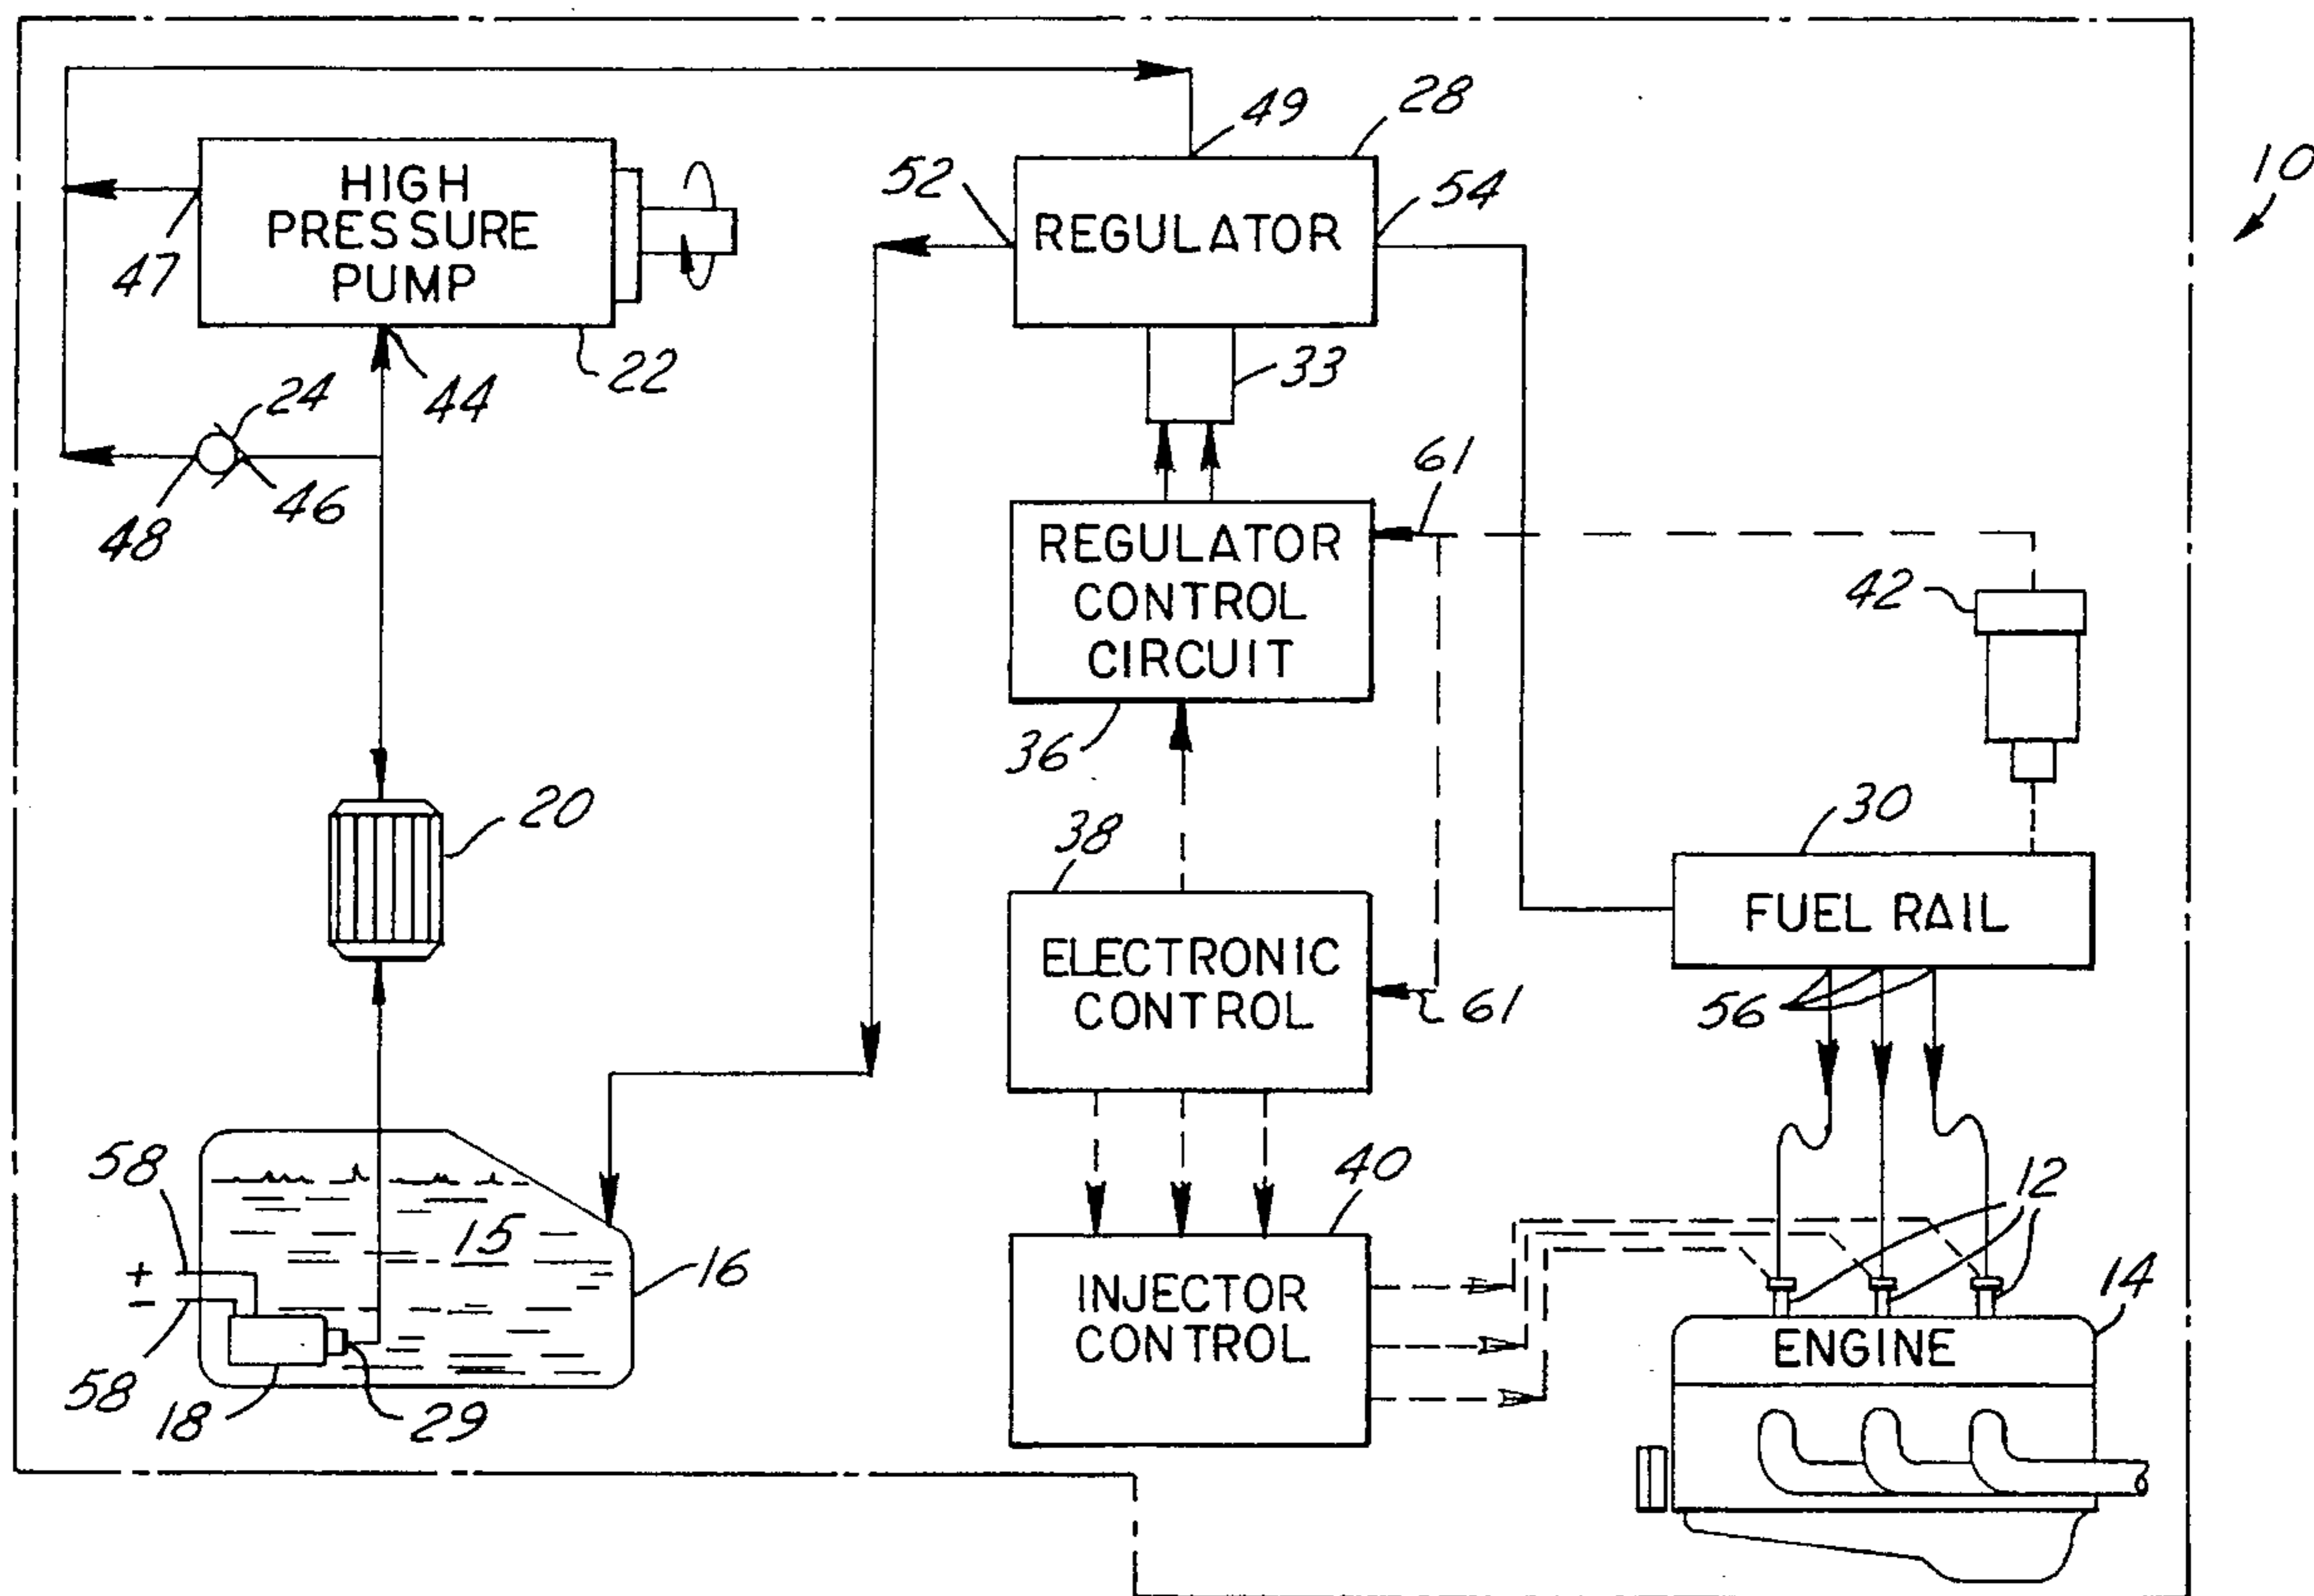 49
28
10
HIGH
PRESSURE
PUMP
52
REGULATOR
54
47
22
44
33
24
48
46
61
REGULATOR
CONTROL
CIRCUIT
42
36
20
38
30
ELECTRONIC
CONTROL
FUEL RAIL
61
56
58
15
40
12
+
-
16
58
18
29
INJECTOR
CONTROL
14
ENGINE